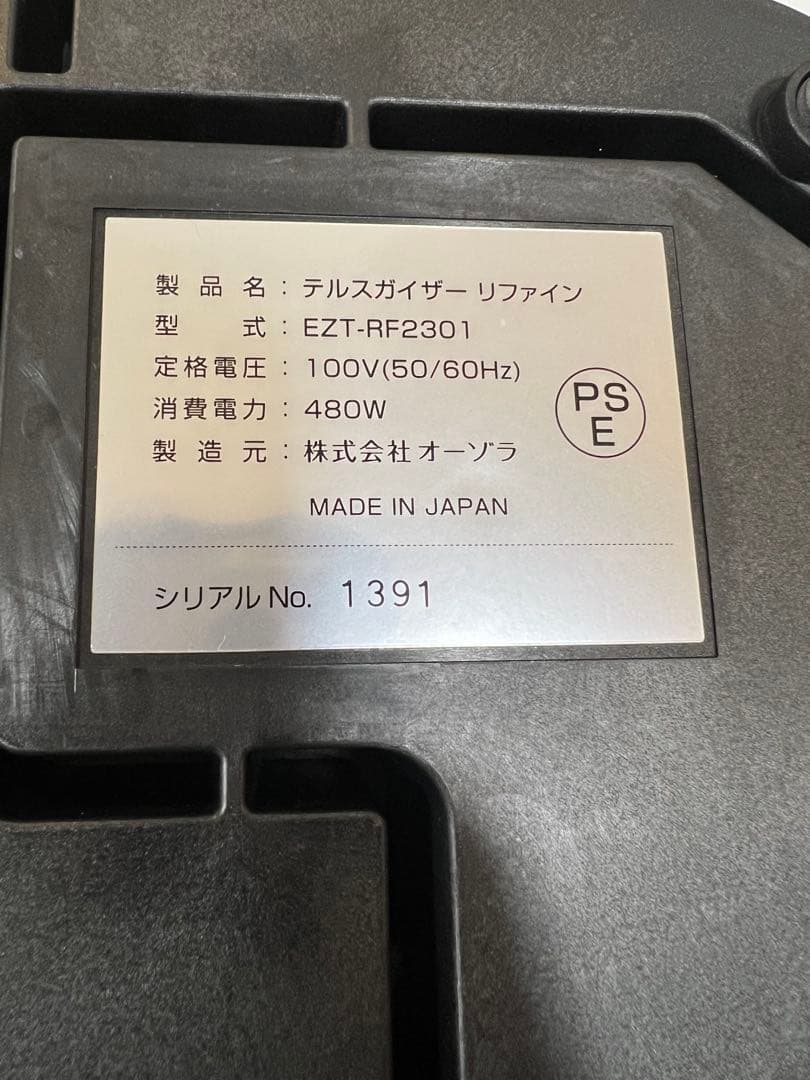 製品名：テルスガイザー リファイン
型　式：EZT-RF2301
定格電圧：100V(50/60Hz)
消費電力：480W
製造元：株式会社オーゾラ
PS
E
MADE IN JAPAN
シリアルNo. 1391